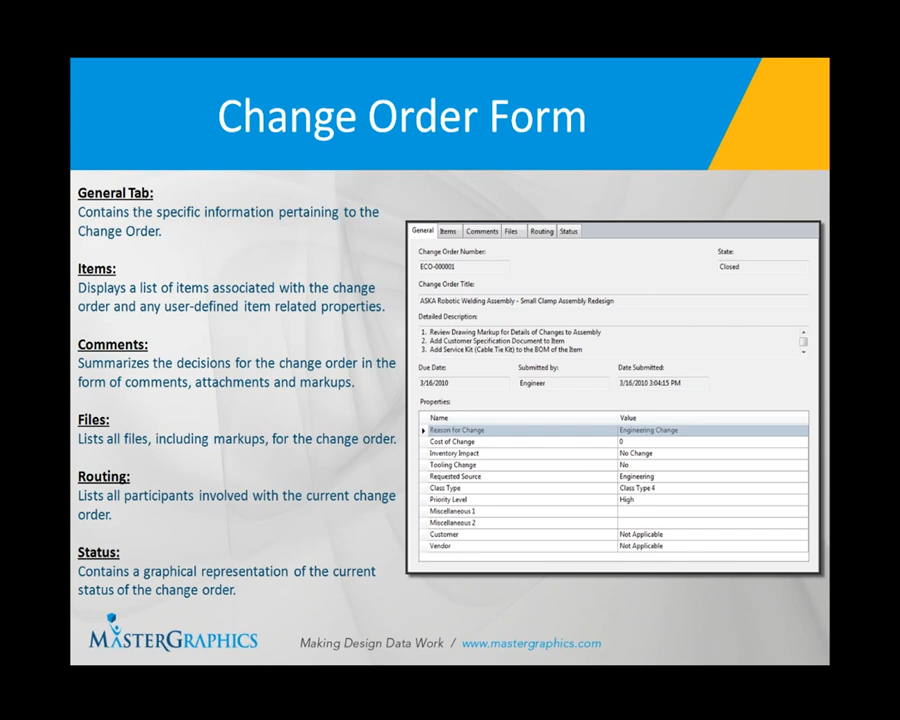 Change Order Form
General Tab:
Contains the specific information pertaining to the
Change Order.
Items:
Displays a list of items associated with the change
order and any user-defined item related properties.
Comments:
Summarizes the decisions for the change order in the
form of comments, attachments and markups.
Files:
Lists all files, including markups, for the change order.
Routing:
Lists all participants involved with the current change
order.
Status:
Contains a graphical representation of the current
status of the change order.
General Items Comments Files Routing Status
Change Order Number: State:
ECO-000001 Closed
Change Order Title:
ASKA Robotic Welding Assembly - Small Clamp Assembly Redesign
Detailed Description:
1. Review Drawing Markup for Details of Changes to Assembly
2. Add Customer Specification Document to Item
3. Add Service Kit (Cable Tie Kit) to the BOM of the Item
Due Date: Submitted by: Date Submitted:
3/16/2010 Engineer 3/16/2010 3:04:15 PM
Properties:
Name Value
Reason for Change Engineering Change
Cost of Change 0
Inventory Impact No Change
Tooling Change No
Requested Source Engineering
Class Type Class Type 4
Priority Level High
Miscellaneous 1
Miscellaneous 2
Customer Not Applicable
Vendor Not Applicable
MASTERGRAPHICS
Making Design Data Work / www.mastergraphics.com